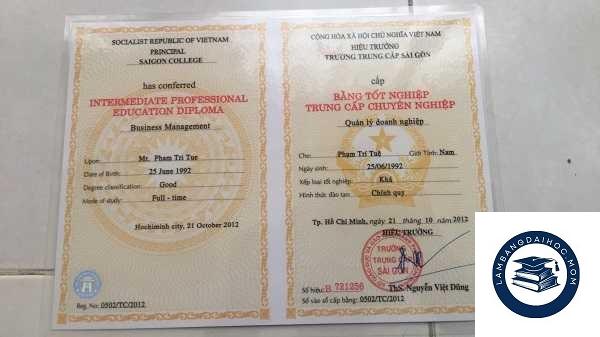 SOCIALIST REPUBLIC OF VIETNAM
PRINCIPAL
SAIGON COLLEGE
has conferred
INTERMEDIATE PROFESSIONAL
EDUCATION DIPLOMA
Business Management
Upon: Mr. Pham Tri Tue
Date of Birth: 25 June 1992
Degree classification: Good
Mode of study: Full - time
Hochiminh city, 21 October 2012
Reg. No: 0502/TC/2012
CỘNG HÒA XÃ HỘI CHỦ NGHĨA VIỆT NAM
HIỆU TRƯỞNG
TRƯỜNG TRUNG CẤP SÀI GÒN
cấp
BẰNG TỐT NGHIỆP
TRUNG CẤP CHUYÊN NGHIỆP
Quản lý doanh nghiệp
Cho: Phạm Trí Tuệ Giới Tính: Nam
Ngày sinh: 25/06/1992
Xếp loại tốt nghiệp: Khá
Hình thức đào tạo: Chính quy
Tp. Hồ Chí Minh, ngày 21 tháng 10 năm 2012
HIỆU TRƯỞNG
TRƯỜNG
TRUNG CẤP
SÀI GÒN
Số hiệu: B 721256 ThS. Nguyễn Việt Dũng
Số vào sổ cấp bằng: 0502/TC/2012
LAMBANGDAIHOC.MOM